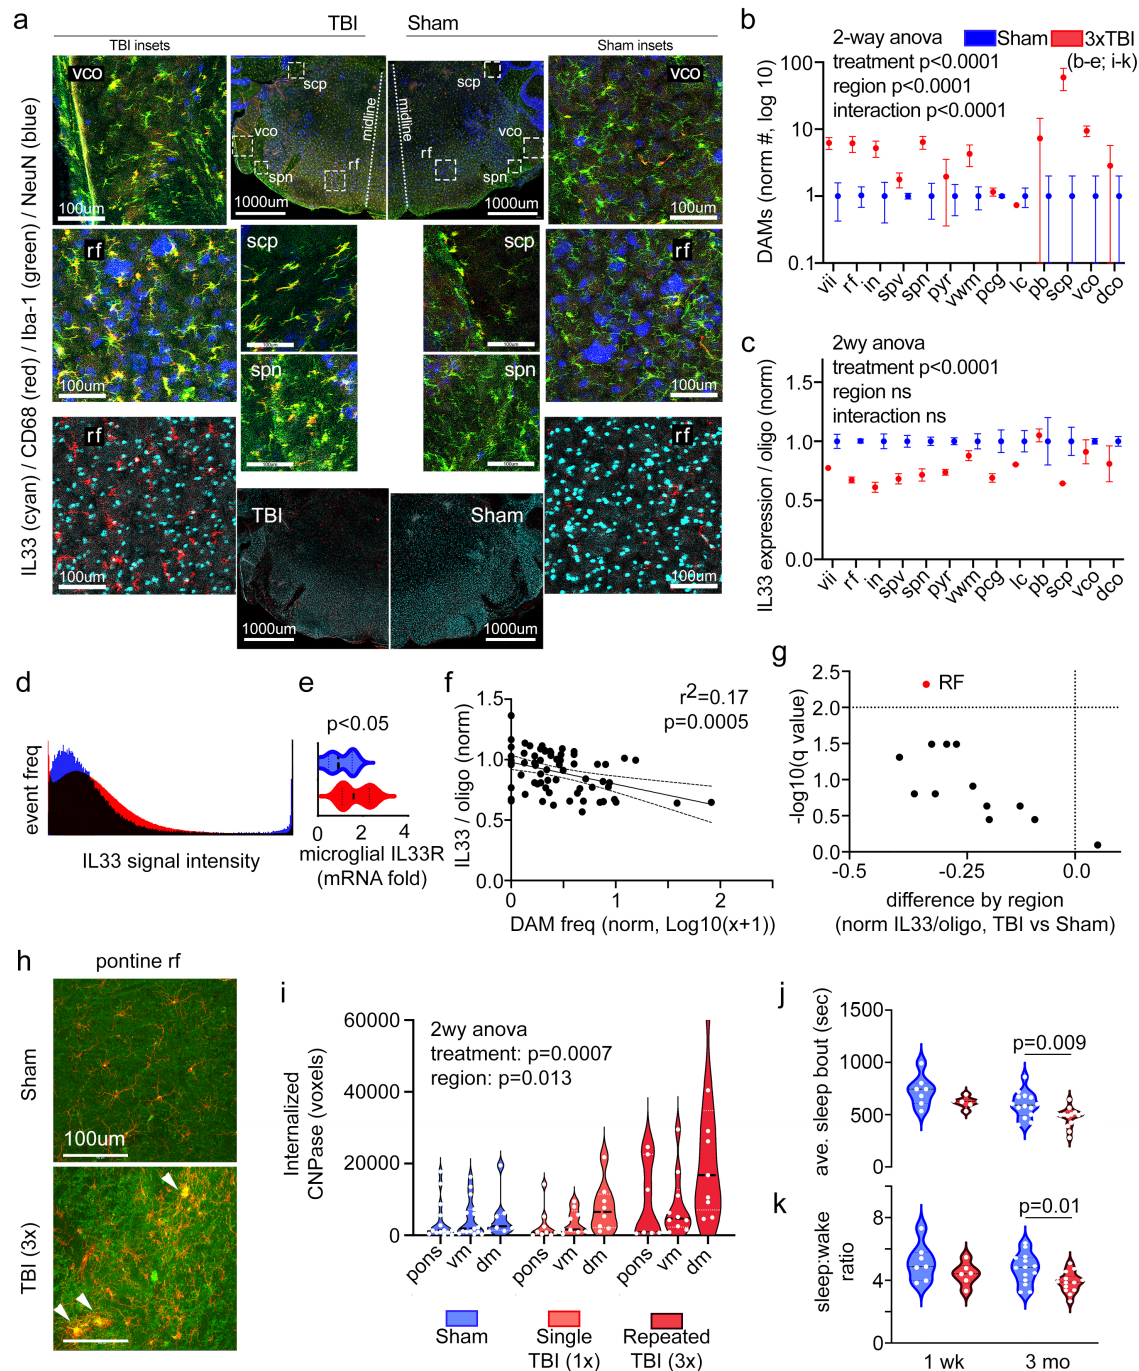 a
TBI
Sham
TBI insets
Sham insets
IL33 (cyan) / CD68 (red) / Iba-1 (green) / NeuN (blue)
vco
100um
scp
vco
spn
rf
midline
1000um
midline
scp
vco
rf
spn
1000um
vco
100um
rf
100um
scp
100um
scp
100um
rf
100um
spn
100um
spn
100um
rf
100um
TBI
1000um
Sham
1000um
rf
100um
b
2-way anova
treatment p<0.0001
region p<0.0001
interaction p<0.0001
Sham
3xTBI
(b-e; i-k)
DAMs (norm #, log 10)
100
10
1
0.1
vii
rf
in
spv
spn
pyr
vwm
pcg
lc
pb
scp
vco
dco
c
2wy anova
treatment p<0.0001
region ns
interaction ns
IL33 expression / oligo (norm)
1.5
1.0
0.5
0.0
vii
rf
in
spv
spn
pyr
vwm
pcg
lc
pb
scp
vco
dco
d
event freq
IL33 signal intensity
e
p<0.05
0
2
4
microglial IL33R
(mRNA fold)
f
r2=0.17
p=0.0005
IL33 / oligo (norm)
1.5
1.0
0.5
0.0
0
1
2
DAM freq (norm, Log10(x+1))
g
RF
-log10(q value)
2.5
2.0
1.5
1.0
0.5
0.0
-0.5
-0.25
0.0
difference by region
(norm IL33/oligo, TBI vs Sham)
h
pontine rf
Sham
100um
TBI (3x)
i
2wy anova
treatment: p=0.0007
region: p=0.013
Internalized
CNPase (voxels)
60000
40000
20000
0
pons
vm
dm
pons
vm
dm
pons
vm
dm
Sham
Single
TBI (1x)
Repeated
TBI (3x)
j
ave. sleep bout (sec)
1500
1000
500
0
p=0.009
k
sleep:wake
ratio
8
4
0
p=0.01
1 wk
3 mo